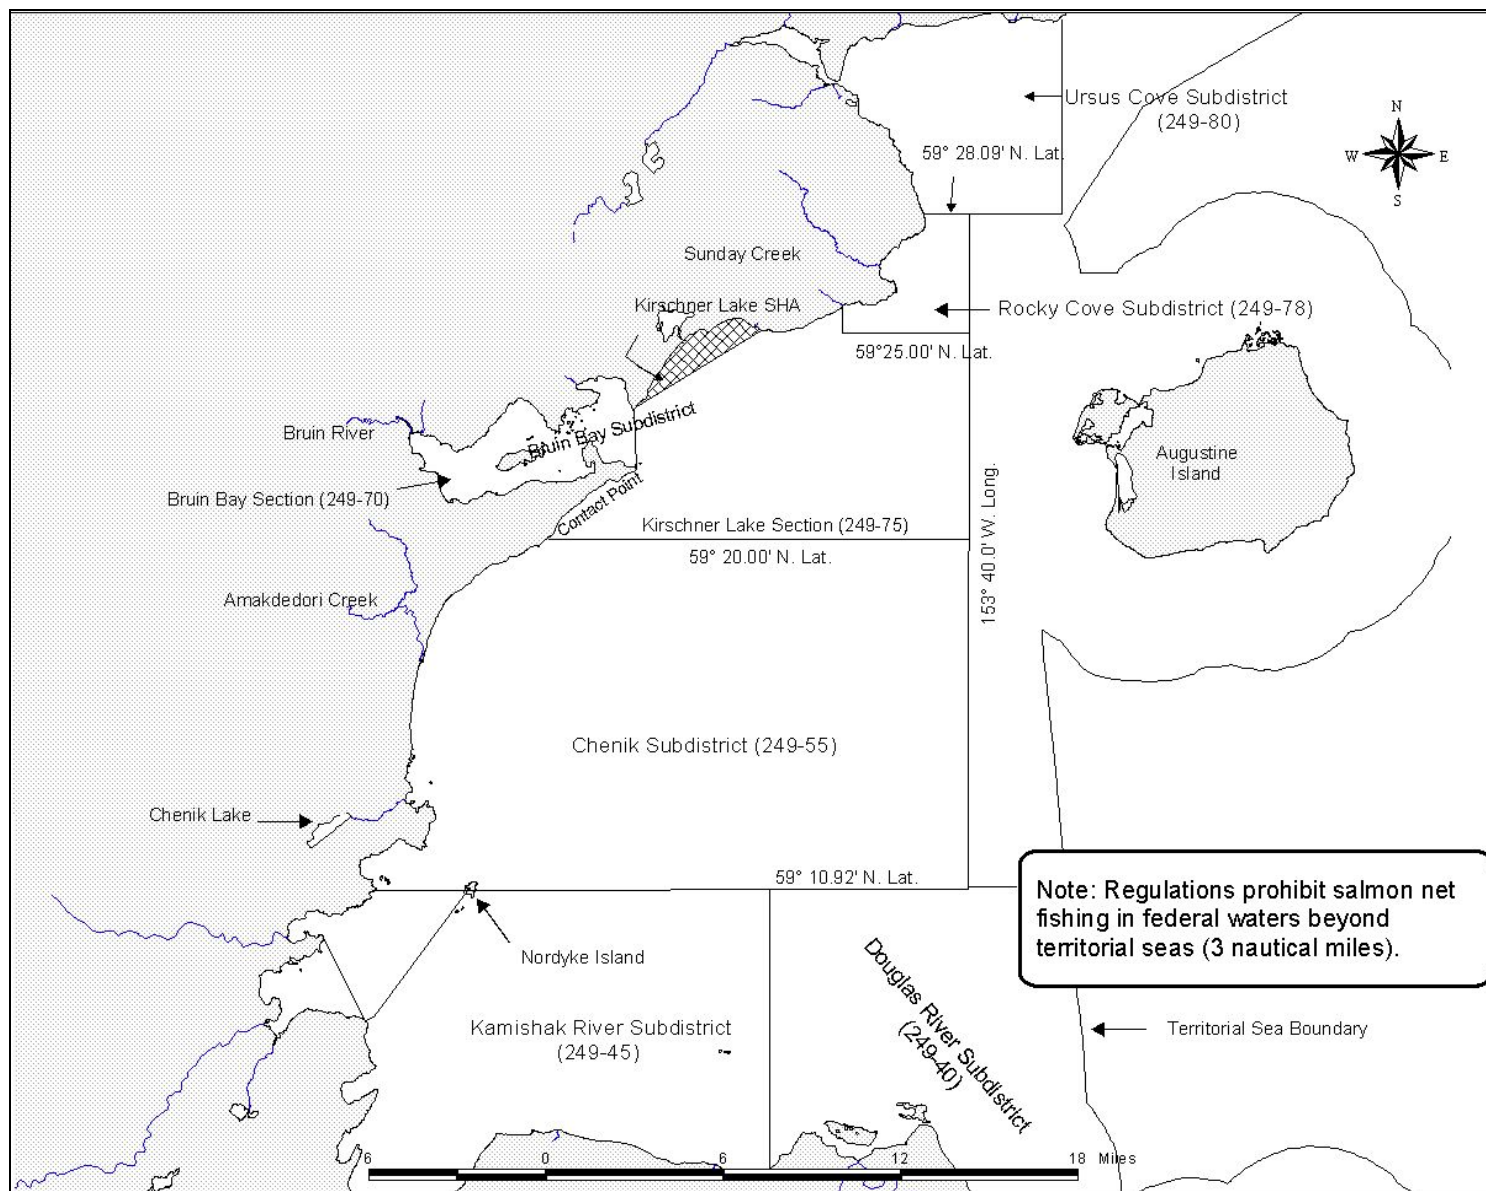 Ursus Cove Subdistrict
(249-80)
N
W
E
S
59° 28.09' N. Lat.
Sunday Creek
Kirschner Lake SHA
Rocky Cove Subdistrict (249-78)
59°25.00' N. Lat.
Bruin Bay Subdistrict
Bruin River
Augustine
Island
Bruin Bay Section (249-70)
Contact Point
Kirschner Lake Section (249-75)
59° 20.00' N. Lat.
153° 40.0' W. Long.
Amakdedori Creek
Chenik Subdistrict (249-55)
Chenik Lake
59° 10.92' N. Lat.
Note: Regulations prohibit salmon net
fishing in federal waters beyond
territorial seas (3 nautical miles).
Nordyke Island
Douglas River Subdistrict
(249-40)
Kamishak River Subdistrict
(249-45)
Territorial Sea Boundary
6 0 6 12 18 Miles